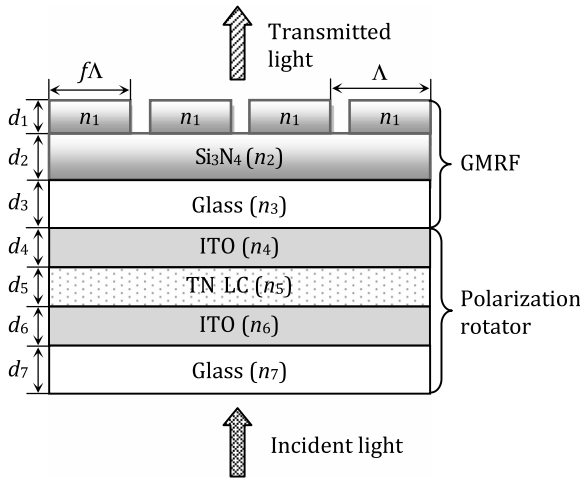 Transmitted
light
fΛ
Λ
d1
n1
n1
n1
n1
d2
Si3N4 (n2)
GMRF
d3
Glass (n3)
d4
ITO (n4)
d5
TN LC (n5)
Polarization
rotator
d6
ITO (n6)
d7
Glass (n7)
Incident light